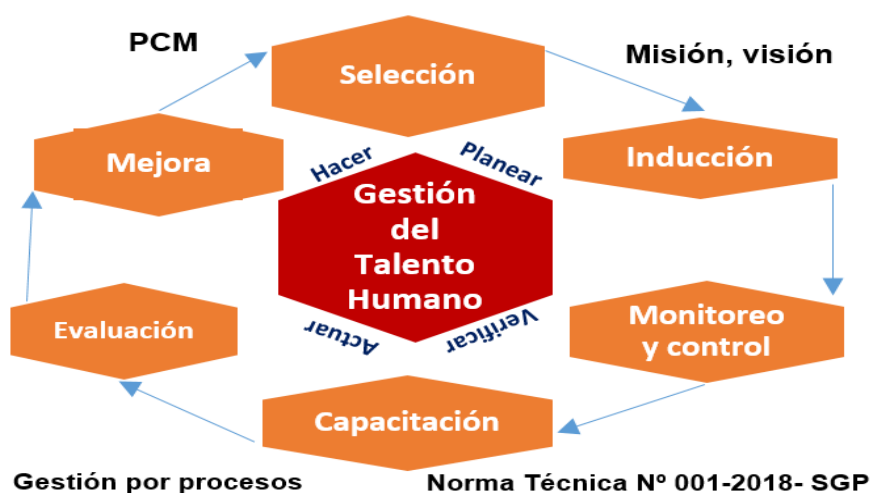 PCM
Selección
Misión, visión
Mejora
Hacer
Planear
Inducción
Gestión
del
Talento
Humano
Evaluación
Actuar
Verificar
Monitoreo
y control
Capacitación
Gestión por procesos
Norma Técnica Nº 001-2018- SGP